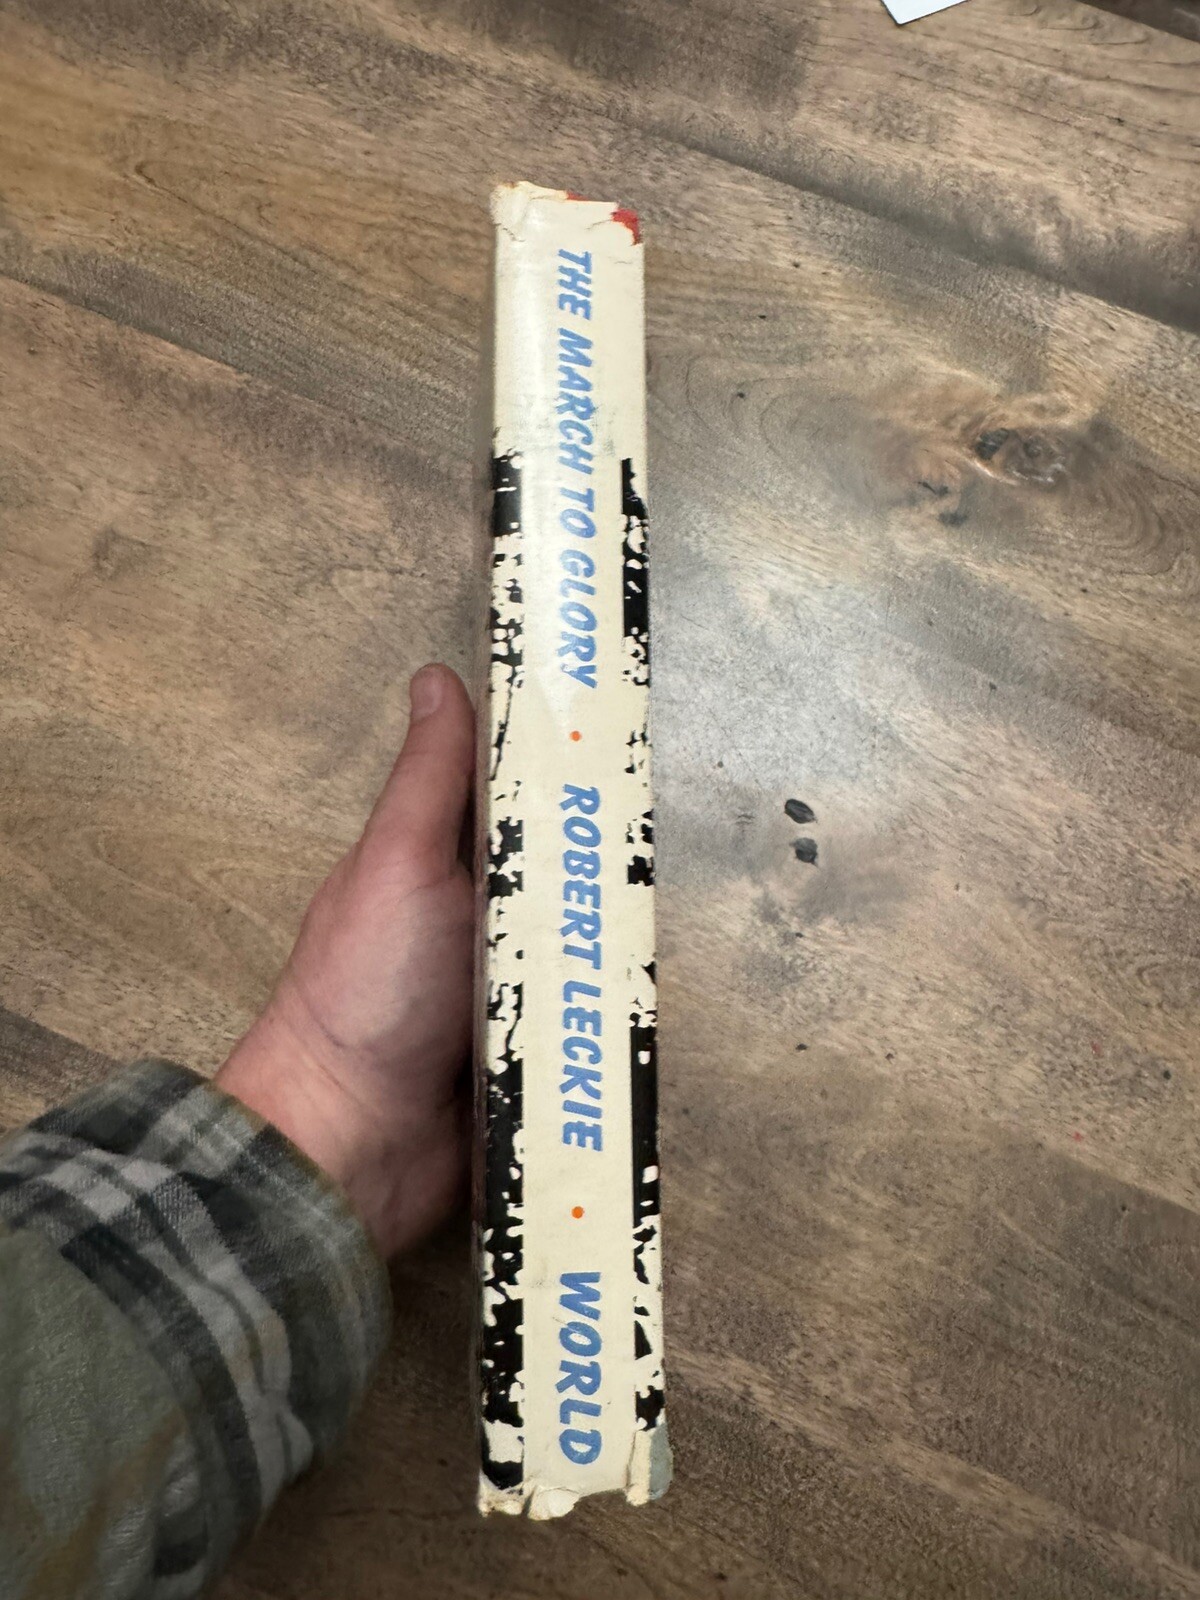 THE MARCH TO GLORY • ROBERT LECKIE • WORLD